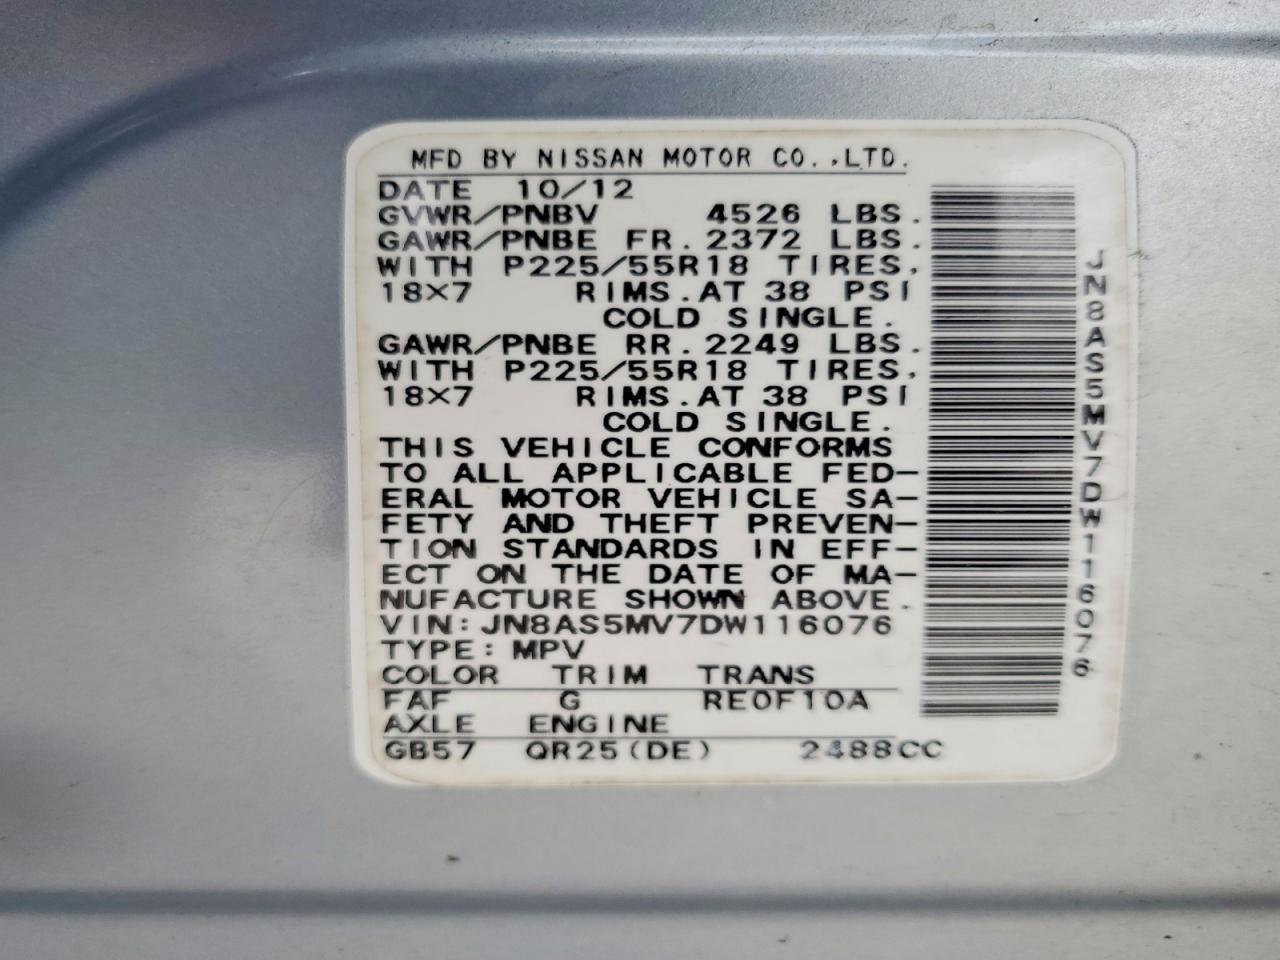 MFD BY NISSAN MOTOR CO.,LTD.
DATE 10/12
GVWR/PNBV 4526 LBS.
GAWR/PNBE FR.2372 LBS.
WITH P225/55R18 TIRES,
18×7 RIMS.AT 38 PSI
COLD SINGLE.
GAWR/PNBE RR.2249 LBS.
WITH P225/55R18 TIRES,
18×7 RIMS.AT 38 PSI
COLD SINGLE.
THIS VEHICLE CONFORMS
TO ALL APPLICABLE FED-
ERAL MOTOR VEHICLE SA-
FETY AND THEFT PREVEN-
TION STANDARDS IN EFF-
ECT ON THE DATE OF MA-
NUFACTURE SHOWN ABOVE.
VIN:JN8AS5MV7DW116076
TYPE:MPV
COLOR TRIM TRANS
FAF G RE0F10A
AXLE ENGINE
GB57 QR25(DE) 2488CC
JN8AS5MV7DW116076